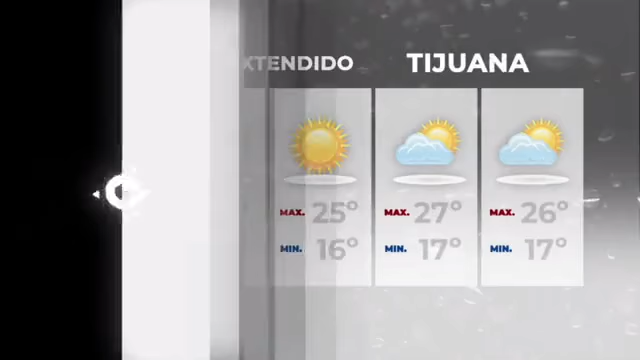 XTENDIDO TIJUANA
MAX. 25° MAX. 27° MAX. 26°
MIN. 16° MIN. 17° MIN. 17°